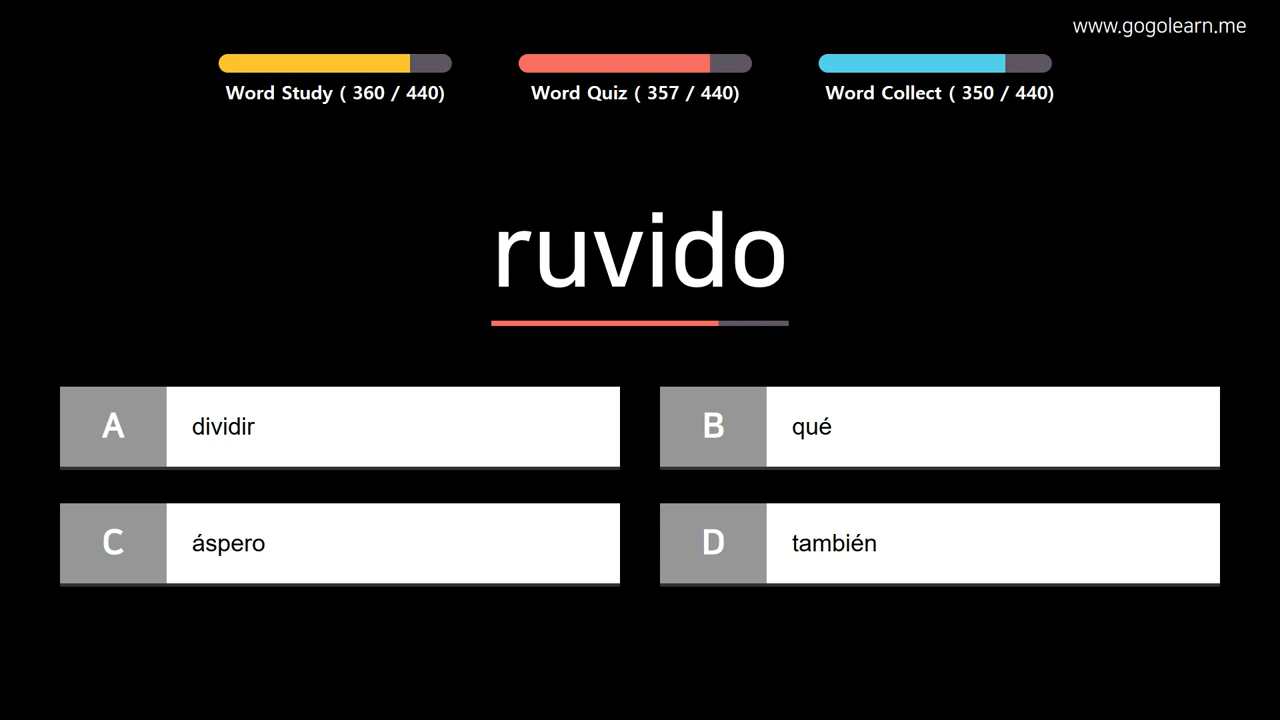 www.gogolearn.me
Word Study ( 360 / 440)
Word Quiz ( 357 / 440)
Word Collect ( 350 / 440)
ruvido
A dividir
B qué
C áspero
D también